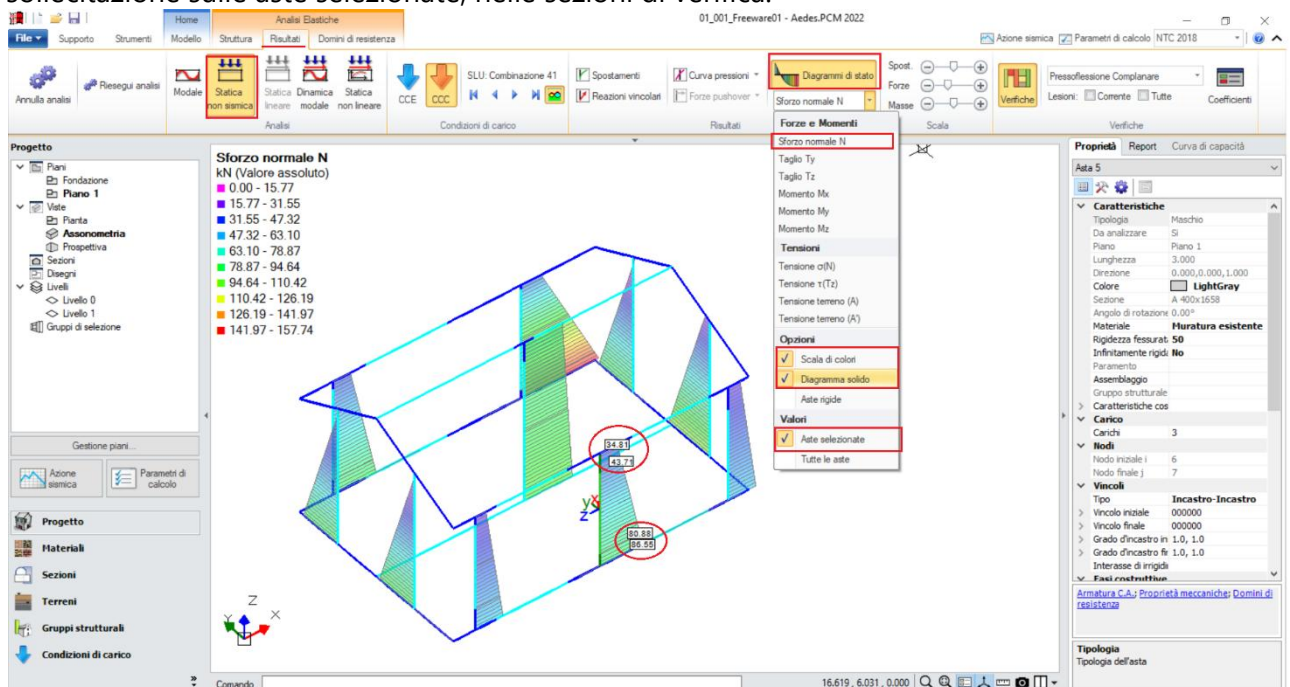 sollecitazione sulle aste selezionate, nelle sezioni di verifica.
Home Analisi Elastiche 01_001_Freeware01 - Aedes.PCM 2022
File Supporto Strumenti Modello Struttura Risultati Domini di resistenza Azione sismica Parametri di calcolo NTC 2018
Annulla analisi
Riesegui analisi
Modale
Statica non sismica
Statica lineare
Dinamica modale
Statica non lineare
Analisi
CCE
CCC
SLU: Combinazione 41
Condizioni di carico
Spostamenti
Reazioni vincolari
Curva pressioni
Forze pushover
Diagrammi di stato
Sforzo normale N
Risultati
Spost.
Forze
Masse
Scala
Verifiche
Pressoflessione Complanare
Lesioni: Corrente Tutte
Coefficienti
Verifiche
Progetto
Piani
Fondazione
Piano 1
Viste
Pianta
Assonometria
Prospettiva
Sezioni
Disegni
Livelli
Livello 0
Livello 1
Gruppi di selezione
Gestione piani...
Azione sismica
Parametri di calcolo
Progetto
Materiali
Sezioni
Terreni
Gruppi strutturali
Condizioni di carico
Sforzo normale N
kN (Valore assoluto)
0.00 - 15.77
15.77 - 31.55
31.55 - 47.32
47.32 - 63.10
63.10 - 78.87
78.87 - 94.64
94.64 - 110.42
110.42 - 126.19
126.19 - 141.97
141.97 - 157.74
34.81
43.71
80.88
86.55
y x
z
Z
Y X
Forze e Momenti
Sforzo normale N
Taglio Ty
Taglio Tz
Momento Mx
Momento My
Momento Mz
Tensioni
Tensione σ(N)
Tensione τ(Tz)
Tensione terreno (A)
Tensione terreno (A')
Opzioni
Scala di colori
Diagramma solido
Aste rigide
Valori
Aste selezionate
Tutte le aste
Proprietà Report Curva di capacità
Asta 5
Caratteristiche
Tipologia Maschio
Da analizzare Si
Piano Piano 1
Lunghezza 3.000
Direzione 0.000,0.000,1.000
Colore LightGray
Sezione A 400x1658
Angolo di rotazione 0.00°
Materiale Muratura esistente
Rigidezza fessurat 50
Infinitamente rigid No
Paramento
Assemblaggio
Gruppo strutturale
Caratteristiche cos
Carico
Carichi 3
Nodi
Nodo iniziale i 6
Nodo finale j 7
Vincoli
Tipo Incastro-Incastro
Vincolo iniziale 000000
Vincolo finale 000000
Grado d'incastro in 1.0, 1.0
Grado d'incastro fi 1.0, 1.0
Interasse di irrigidi
Fasi costruttive
Armatura C.A.; Proprietà meccaniche; Domini di
resistenza
Tipologia
Tipologia dell'asta
Comando
16.619 , 6.031 , 0.000